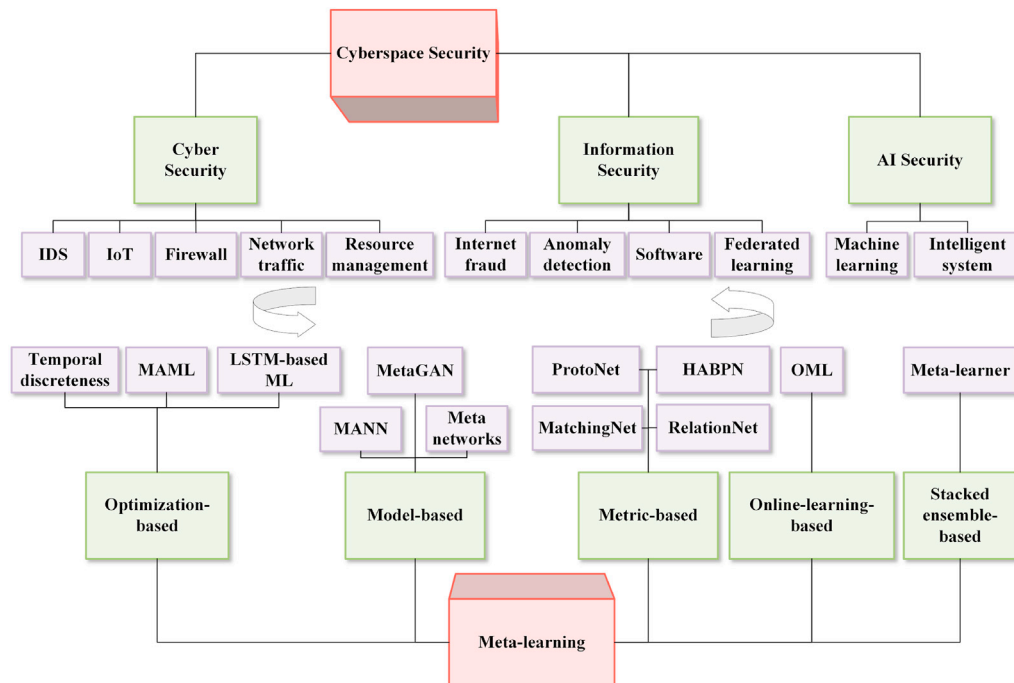 Cyberspace Security
Cyber
Security
Information
Security
AI Security
IDS
IoT
Firewall
Network
traffic
Resource
management
Internet
fraud
Anomaly
detection
Software
Federated
learning
Machine
learning
Intelligent
system
Temporal
discreteness
MAML
LSTM-based
ML
MetaGAN
MANN
Meta
networks
ProtoNet
HABPN
MatchingNet
RelationNet
OML
Meta-learner
Optimization-
based
Model-based
Metric-based
Online-learning-
based
Stacked
ensemble-
based
Meta-learning